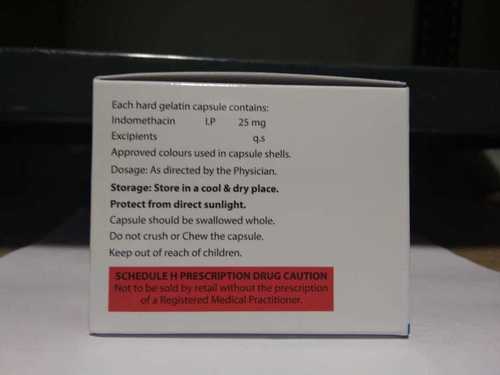 Each hard gelatin capsule contains:
Indomethacin I.P 25 mg
Excipients q.s
Approved colours used in capsule shells.
Dosage: As directed by the Physician.
Storage: Store in a cool & dry place.
Protect from direct sunlight.
Capsule should be swallowed whole.
Do not crush or Chew the capsule.
Keep out of reach of children.
SCHEDULE H PRESCRIPTION DRUG CAUTION
Not to be sold by retail without the prescription
of a Registered Medical Practitioner.